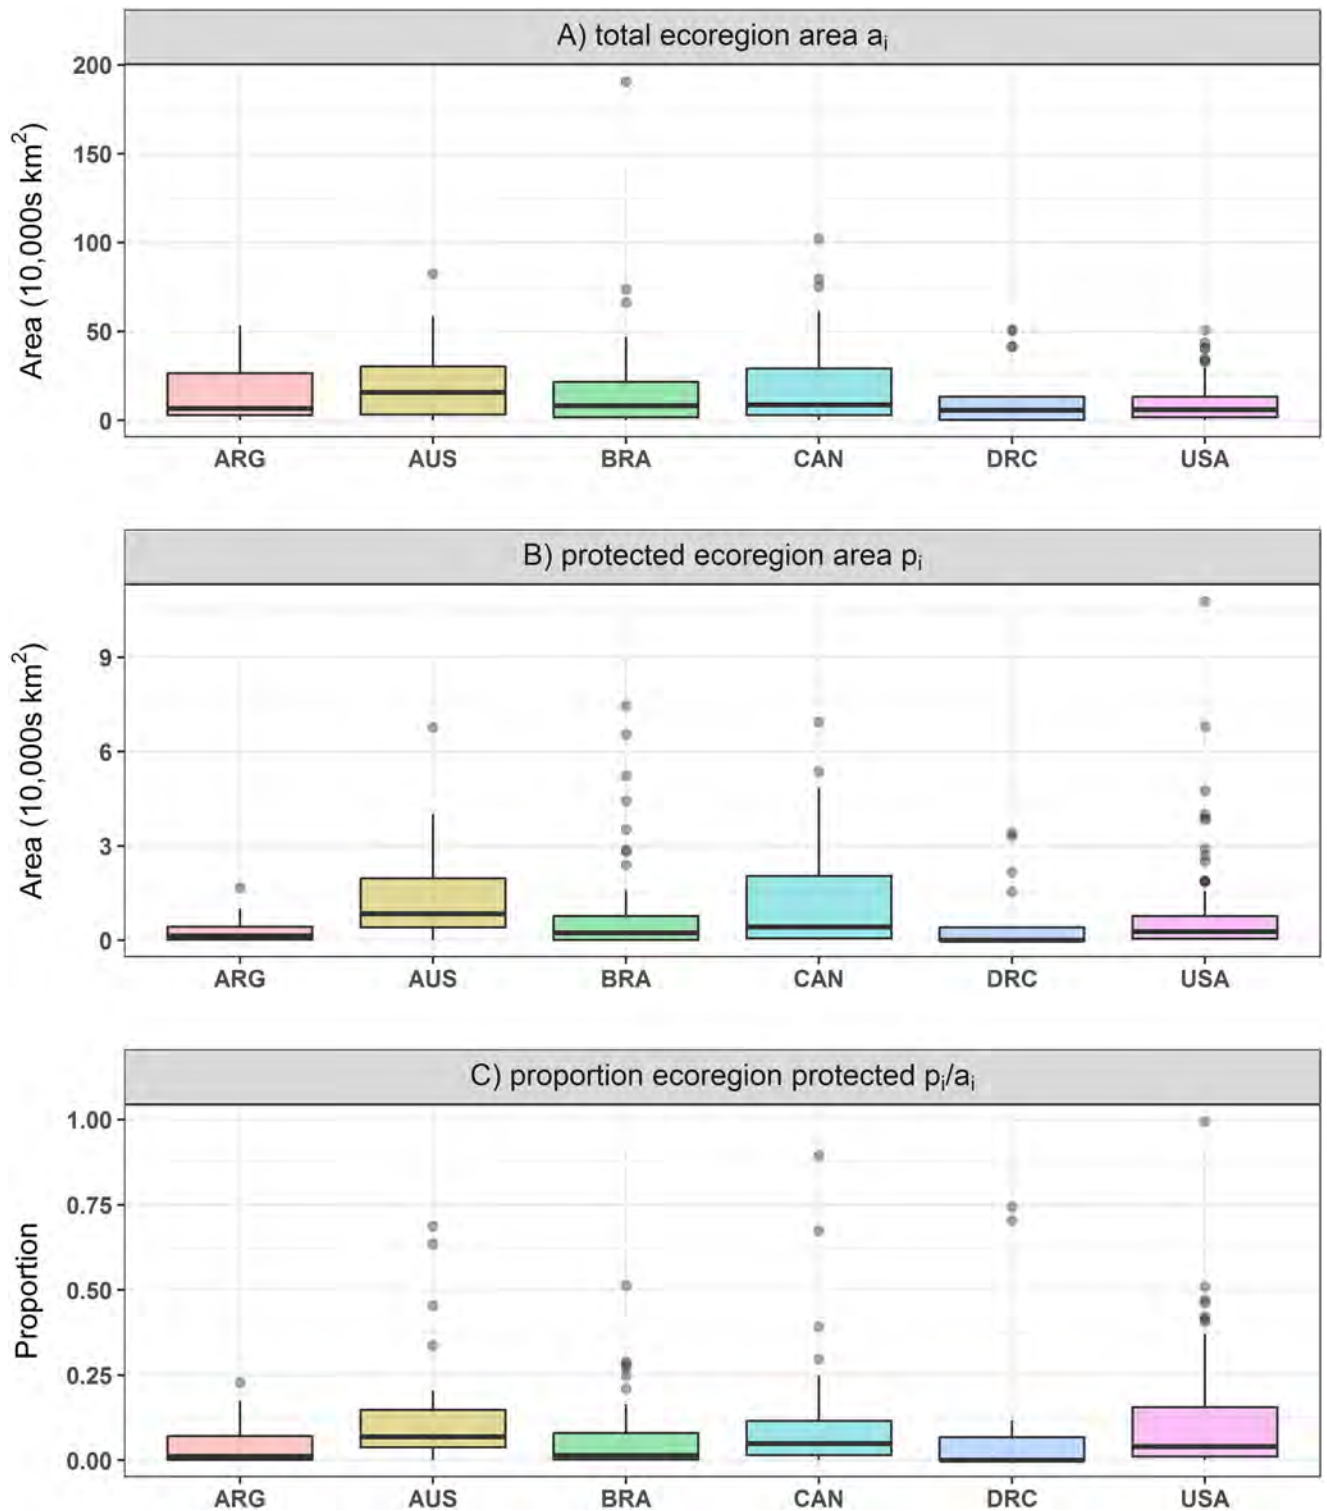 A) total ecoregion area aᵢ
Area (10,000s km²)
200
150
100
50
0
ARG AUS BRA CAN DRC USA
B) protected ecoregion area pᵢ
Area (10,000s km²)
9
6
3
0
ARG AUS BRA CAN DRC USA
C) proportion ecoregion protected pᵢ/aᵢ
Proportion
1.00
0.75
0.50
0.25
0.00
ARG AUS BRA CAN DRC USA